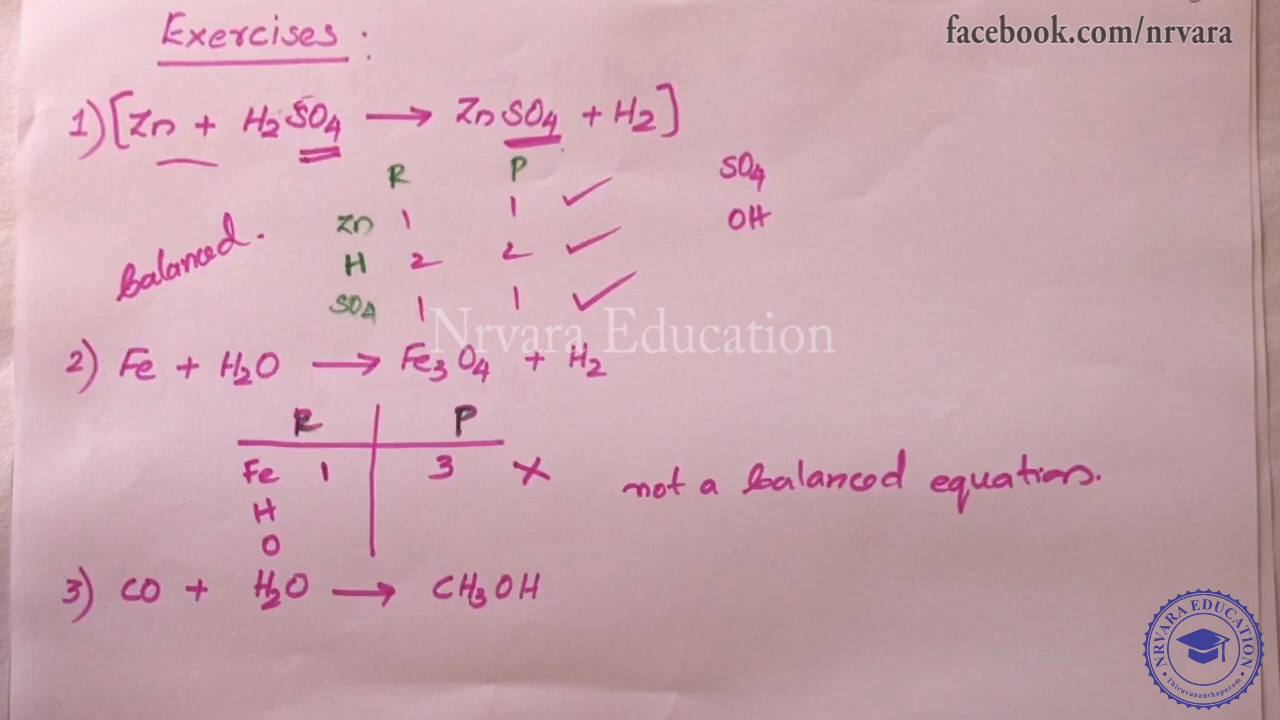 facebook.com/nrvara
Exercises :
1) [Zn + H2SO4 → ZnSO4 + H2]
R P
Zn 1 1 ✓
H 2 2 ✓
SO4 1 1 ✓
balanced.
SO4
OH
Nrvara Education
2) Fe + H2O → Fe3O4 + H2
R P
Fe 1 3 X not a balanced equation.
H
O
3) CO + H2O → CH3OH
NRVARA EDUCATION
Thiruvananthapuram